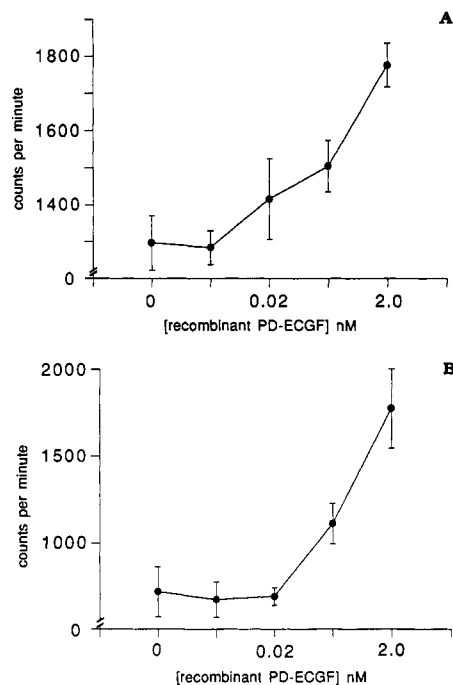 A
1800
1600
1400
0
counts per minute
0 0.02 2.0
[recombinant PD-ECGF] nM
B
2000
1500
1000
0
counts per minute
0 0.02 2.0
[recombinant PD-ECGF] nM